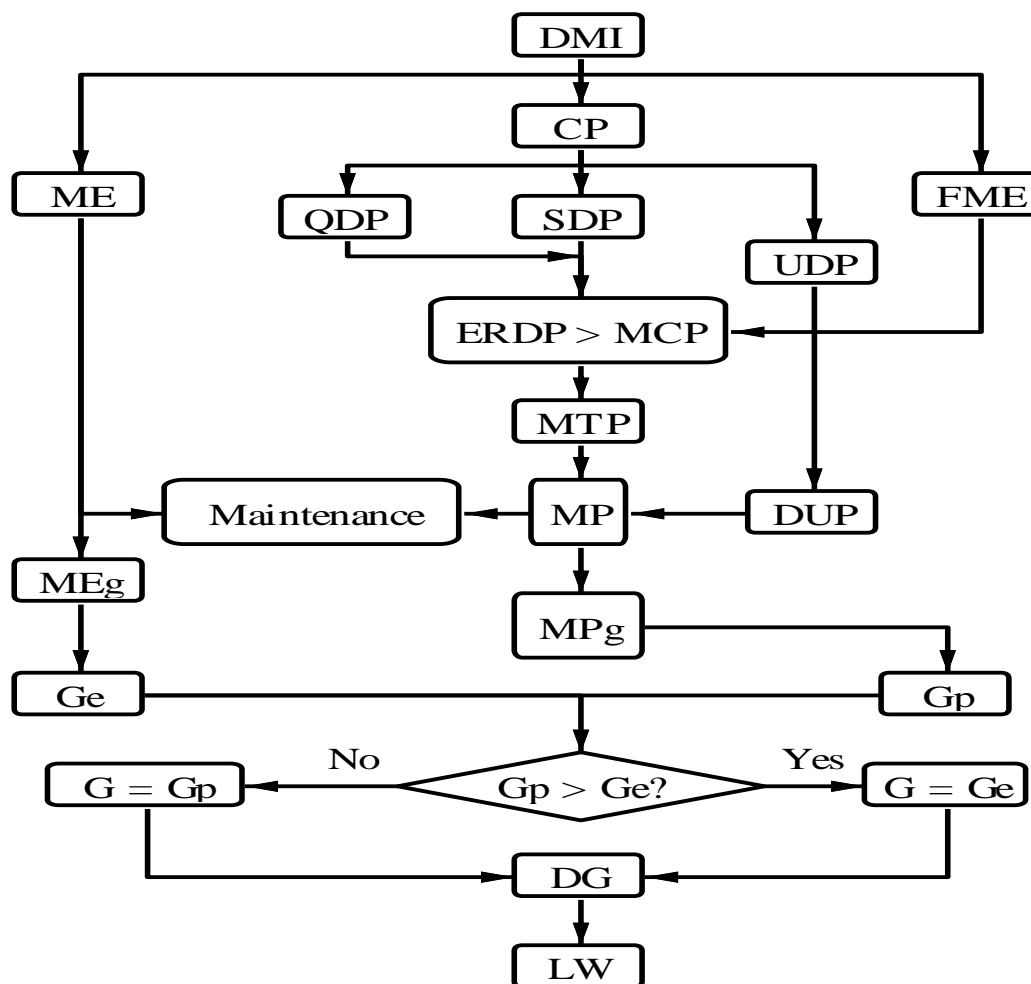 DMI
CP
ME
FME
QDP
SDP
UDP
ERDP > MCP
MTP
Maintenance
MP
DUP
MEg
MPg
Ge
Gp
No
Yes
G = Gp
Gp > Ge?
G = Ge
DG
LW